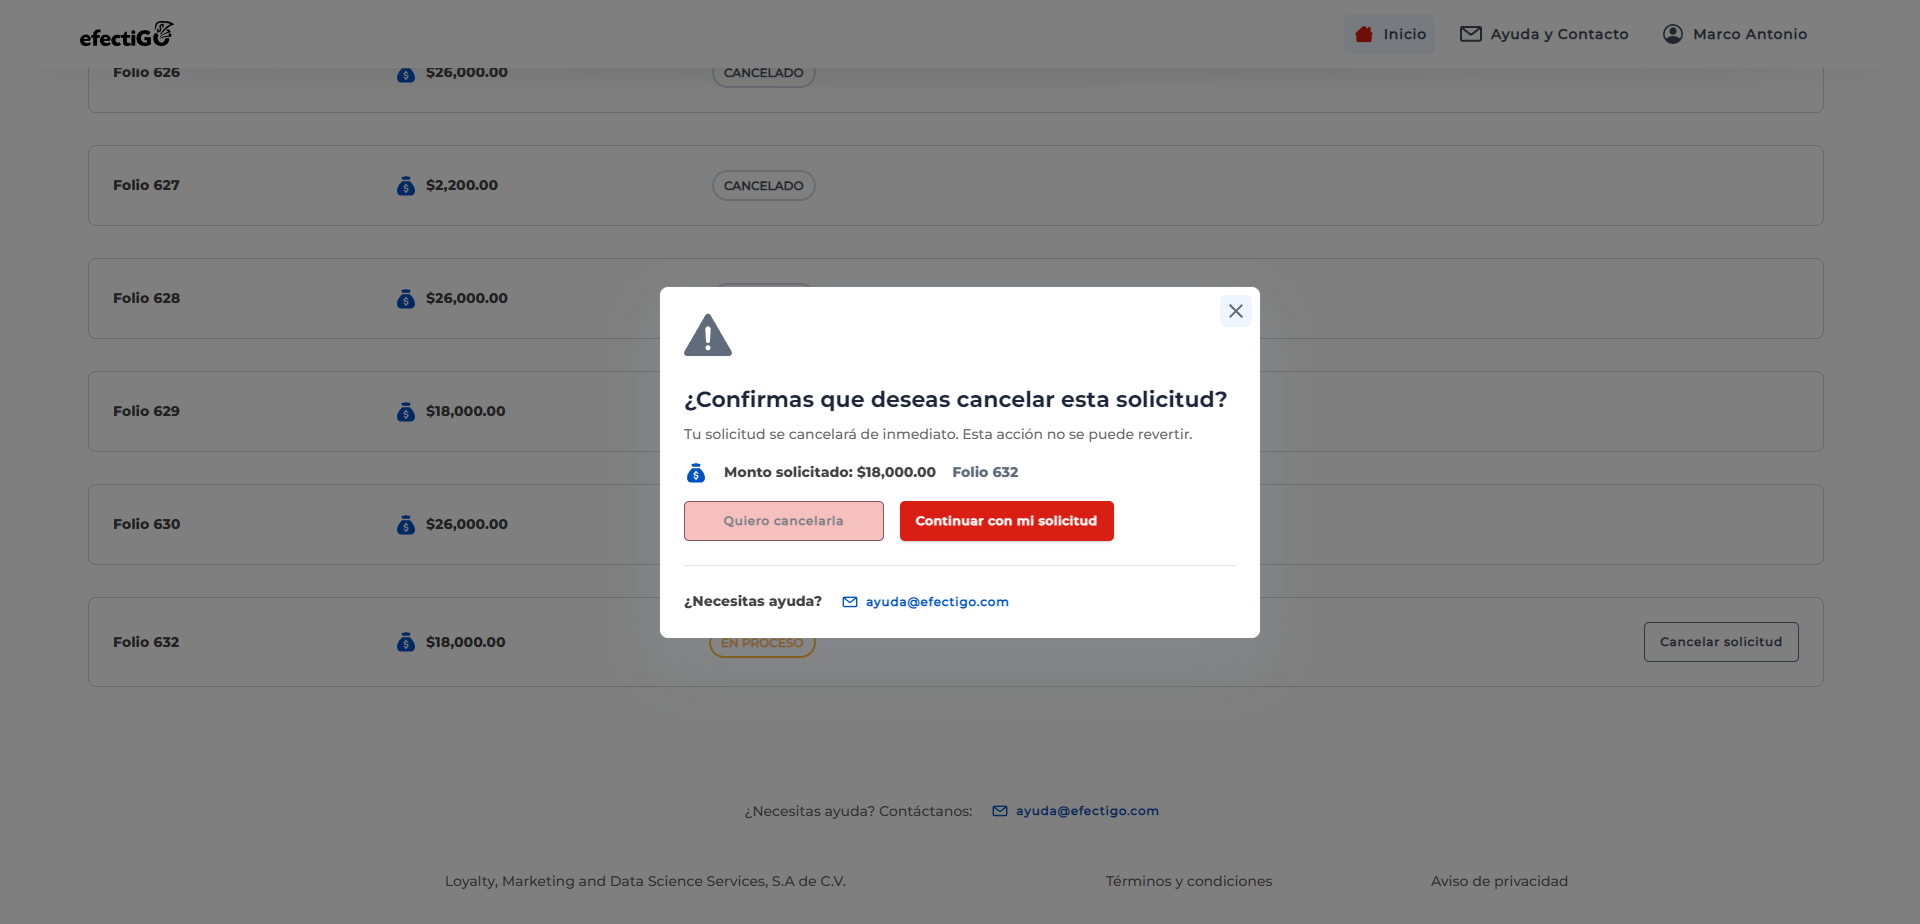 efectiGO
Inicio
Ayuda y Contacto
Marco Antonio
Folio 626
$26,000.00
CANCELADO
Folio 627
$2,200.00
CANCELADO
Folio 628
$26,000.00
Folio 629
$18,000.00
Folio 630
$26,000.00
Folio 632
$18,000.00
EN PROCESO
Cancelar solicitud
¿Confirmas que deseas cancelar esta solicitud?
Tu solicitud se cancelará de inmediato. Esta acción no se puede revertir.
Monto solicitado: $18,000.00 Folio 632
Quiero cancelarla
Continuar con mi solicitud
¿Necesitas ayuda? ayuda@efectigo.com
¿Necesitas ayuda? Contáctanos: ayuda@efectigo.com
Loyalty, Marketing and Data Science Services, S.A de C.V.
Términos y condiciones
Aviso de privacidad